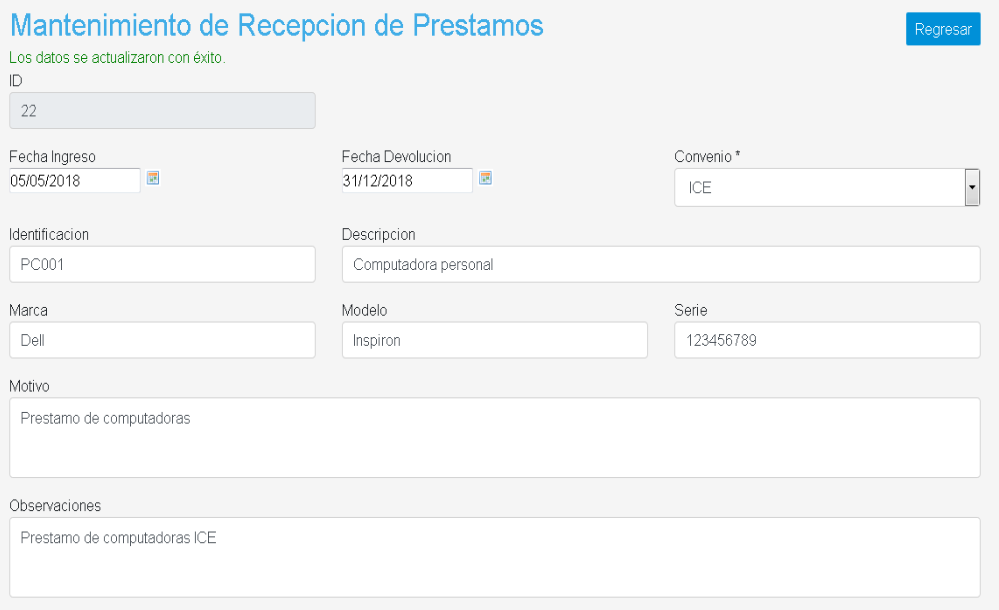 Mantenimiento de Recepcion de Prestamos
Regresar
Los datos se actualizaron con éxito.
ID
22
Fecha Ingreso
05/05/2018
Fecha Devolucion
31/12/2018
Convenio *
ICE
Identificacion
PC001
Descripcion
Computadora personal
Marca
Dell
Modelo
Inspiron
Serie
123456789
Motivo
Prestamo de computadoras
Observaciones
Prestamo de computadoras ICE